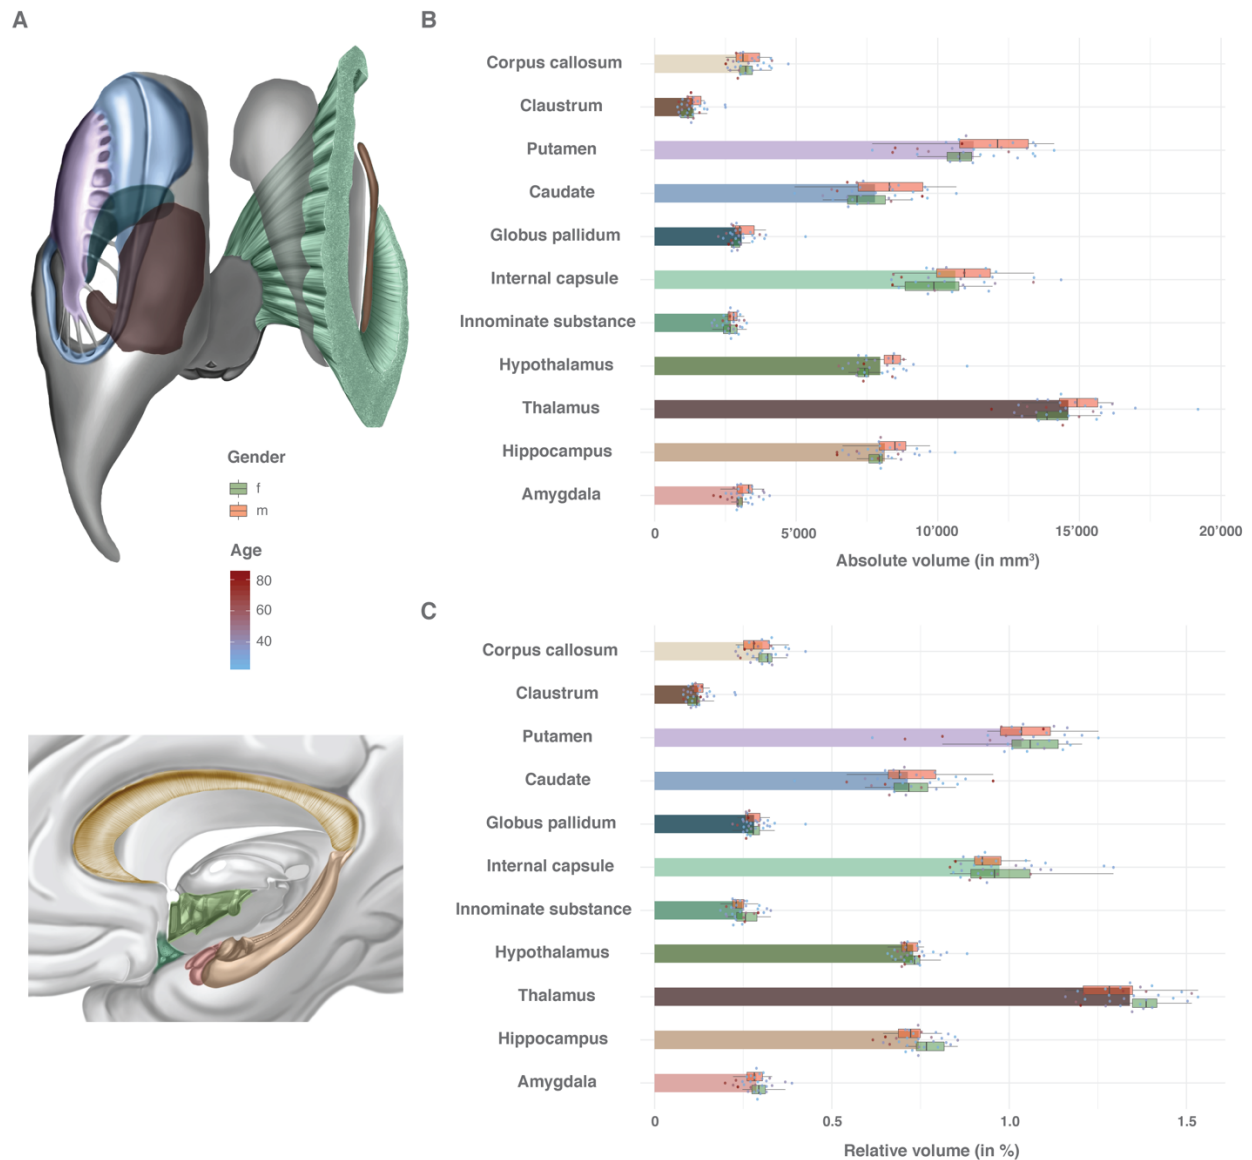 A
B
Corpus callosum
Claustrum
Putamen
Caudate
Globus pallidum
Internal capsule
Innominate substance
Hypothalamus
Thalamus
Hippocampus
Amygdala
0 5’000 10’000 15’000 20’000
Absolute volume (in mm³)
Gender
f
m
Age
80
60
40
C
Corpus callosum
Claustrum
Putamen
Caudate
Globus pallidum
Internal capsule
Innominate substance
Hypothalamus
Thalamus
Hippocampus
Amygdala
0 0.5 1.0 1.5
Relative volume (in %)